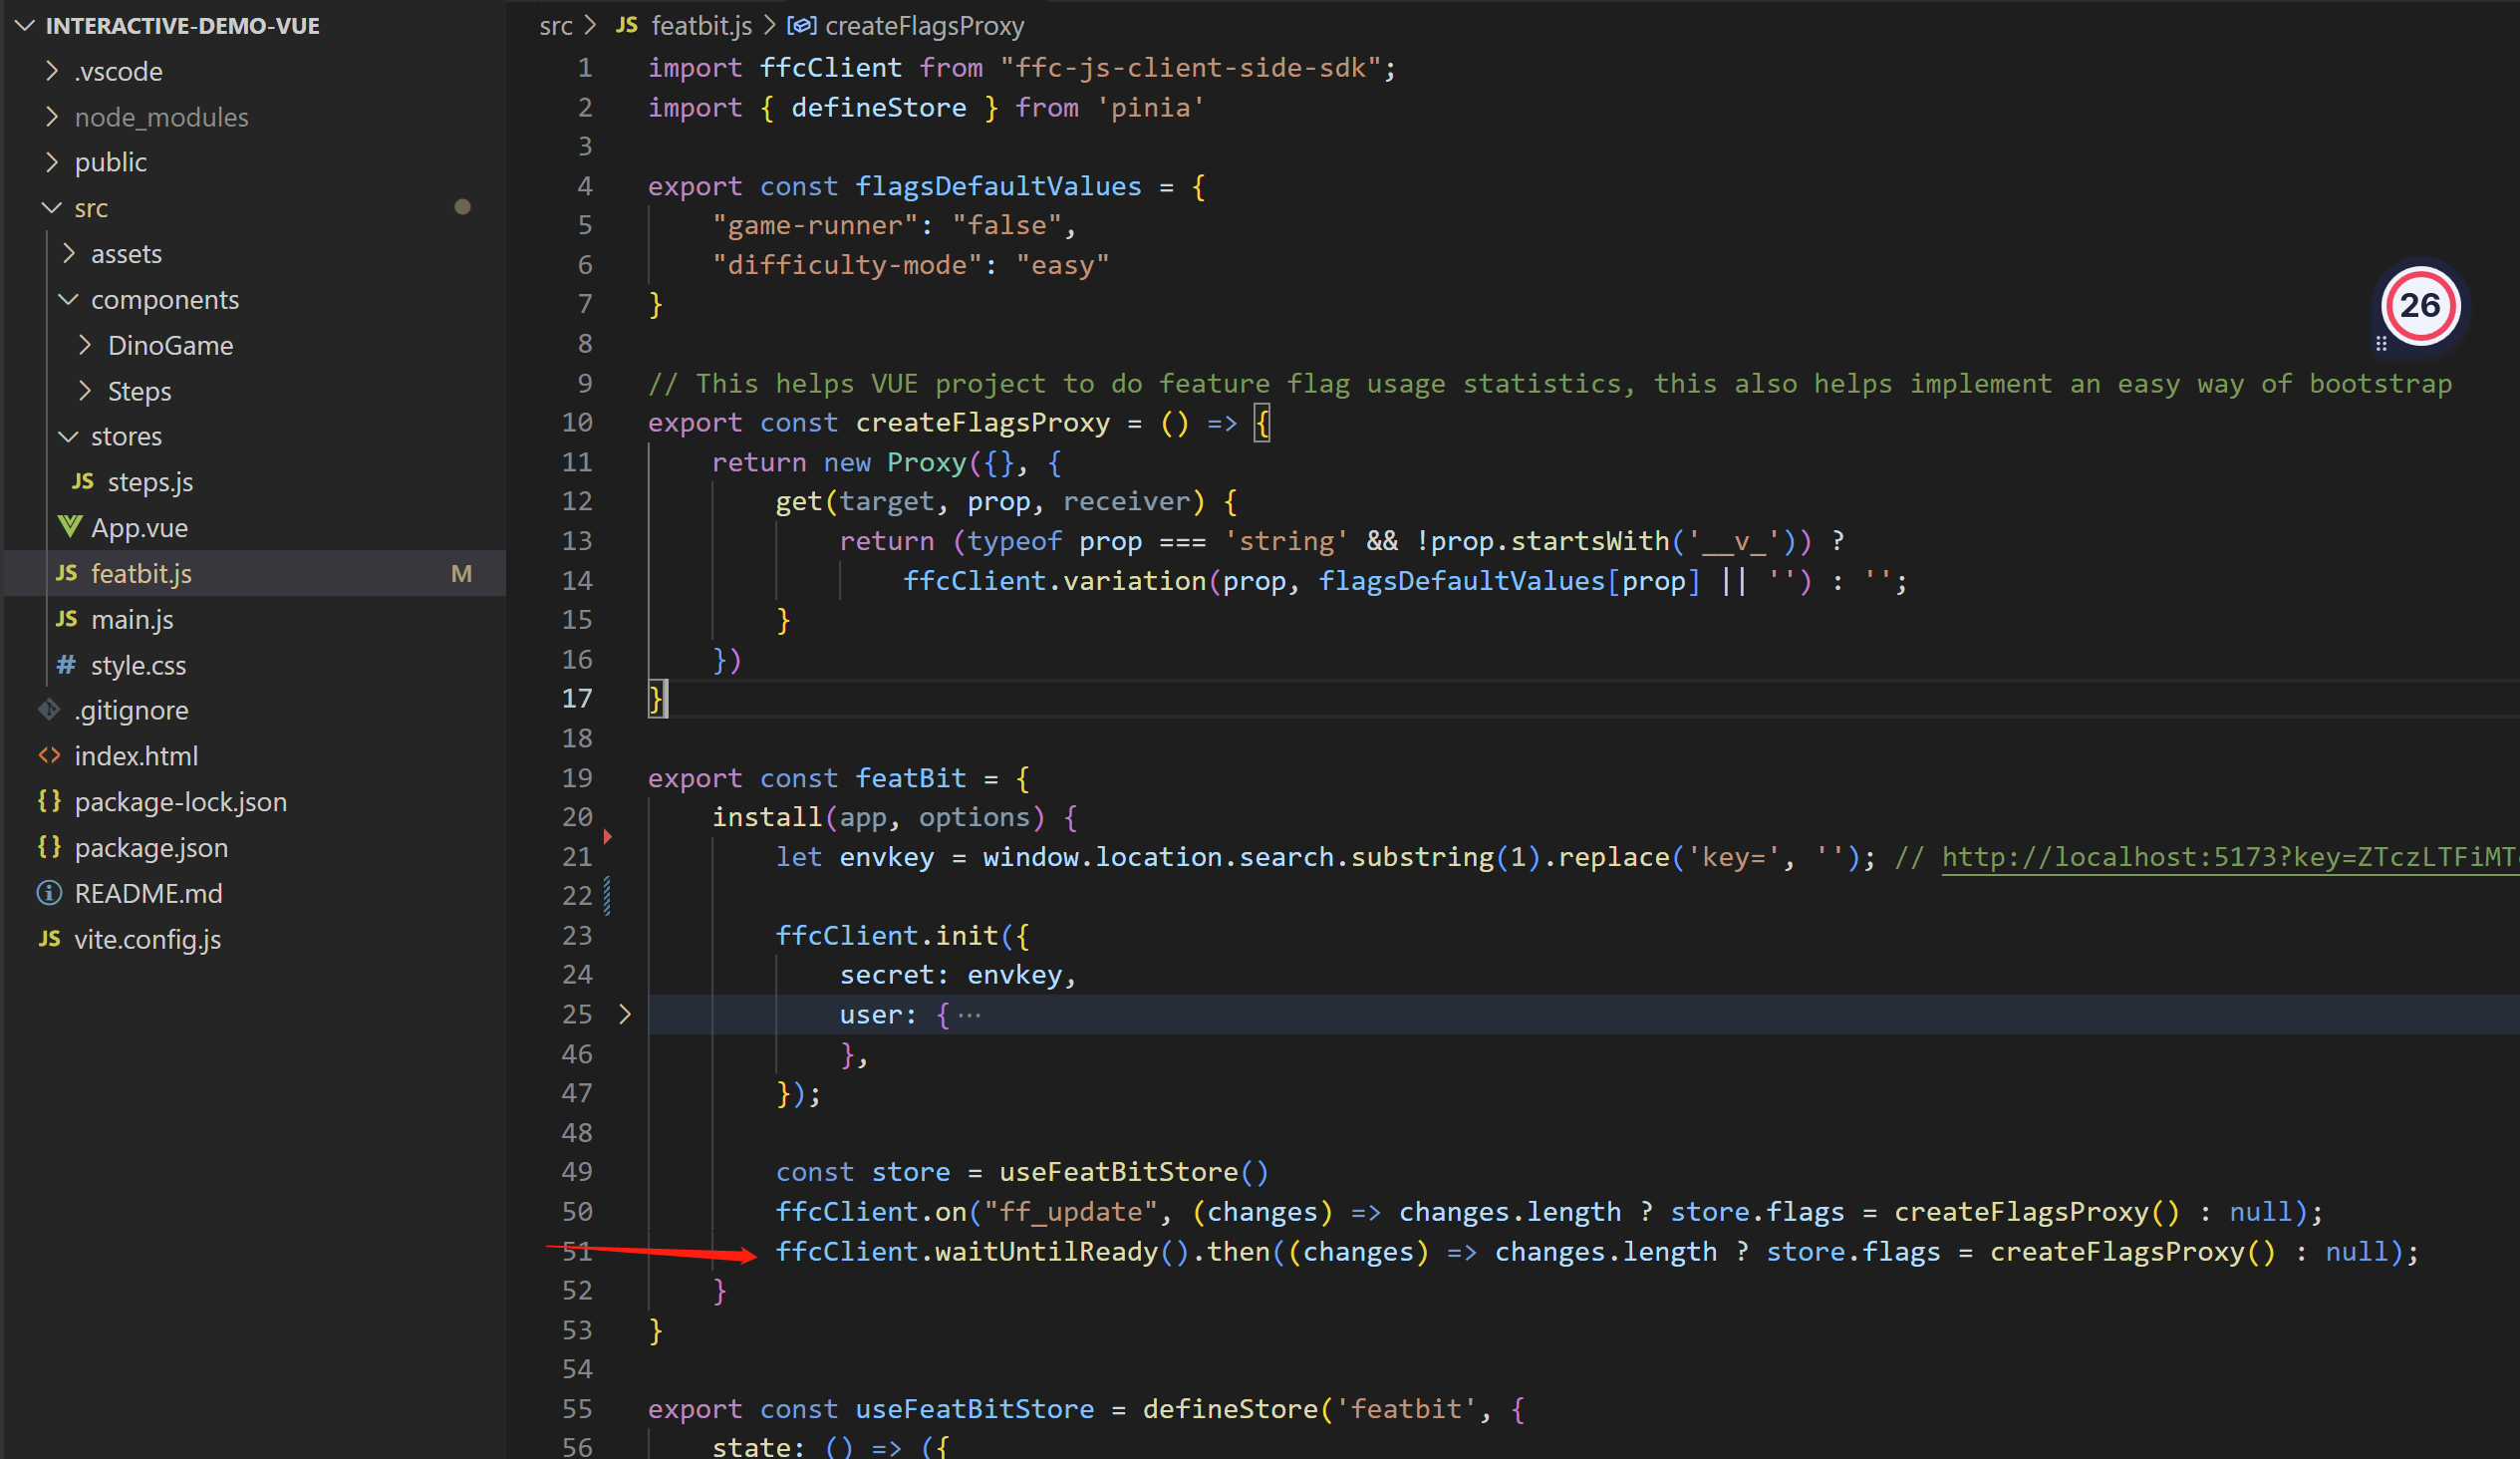 INTERACTIVE-DEMO-VUE
.vscode
node_modules
public
src
assets
components
DinoGame
Steps
stores
JS steps.js
App.vue
JS featbit.js M
JS main.js
# style.css
.gitignore
<> index.html
{} package-lock.json
{} package.json
README.md
JS vite.config.js
src > JS featbit.js > createFlagsProxy
1 import ffcClient from "ffc-js-client-side-sdk";
2 import { defineStore } from 'pinia'
3
4 export const flagsDefaultValues = {
5 "game-runner": "false",
6 "difficulty-mode": "easy"
7 }
8
9 // This helps VUE project to do feature flag usage statistics, this also helps implement an easy way of bootstrap
10 export const createFlagsProxy = () => {
11 return new Proxy({}, {
12 get(target, prop, receiver) {
13 return (typeof prop === 'string' && !prop.startsWith('__v_')) ?
14 ffcClient.variation(prop, flagsDefaultValues[prop] || '') : '';
15 }
16 })
17 }
18
19 export const featBit = {
20 install(app, options) {
21 let envkey = window.location.search.substring(1).replace('key=', ''); // http://localhost:5173?key=ZTczLTFiMT
22
23 ffcClient.init({
24 secret: envkey,
25 user: { ...
46 },
47 });
48
49 const store = useFeatBitStore()
50 ffcClient.on("ff_update", (changes) => changes.length ? store.flags = createFlagsProxy() : null);
51 ffcClient.waitUntilReady().then((changes) => changes.length ? store.flags = createFlagsProxy() : null);
52 }
53 }
54
55 export const useFeatBitStore = defineStore('featbit', {
56 state: () => ({
26